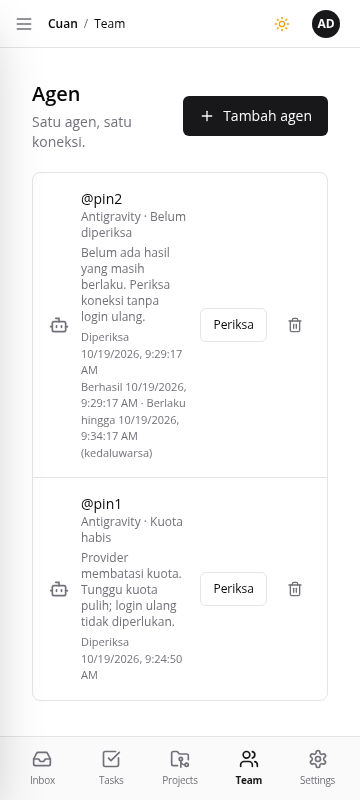 Cuan / Team
AD
Agen
Satu agen, satu
koneksi.
Tambah agen
@pin2
Antigravity · Belum
diperiksa
Belum ada hasil
yang masih
berlaku. Periksa
koneksi tanpa
login ulang.
Diperiksa
10/19/2026, 9:29:17
AM
Berhasil 10/19/2026,
9:29:17 AM · Berlaku
hingga 10/19/2026,
9:34:17 AM
(kedaluwarsa)
Periksa
@pin1
Antigravity · Kuota
habis
Provider
membatasi kuota.
Tunggu kuota
pulih; login ulang
tidak diperlukan.
Diperiksa
10/19/2026, 9:24:50
AM
Periksa
Inbox
Tasks
Projects
Team
Settings